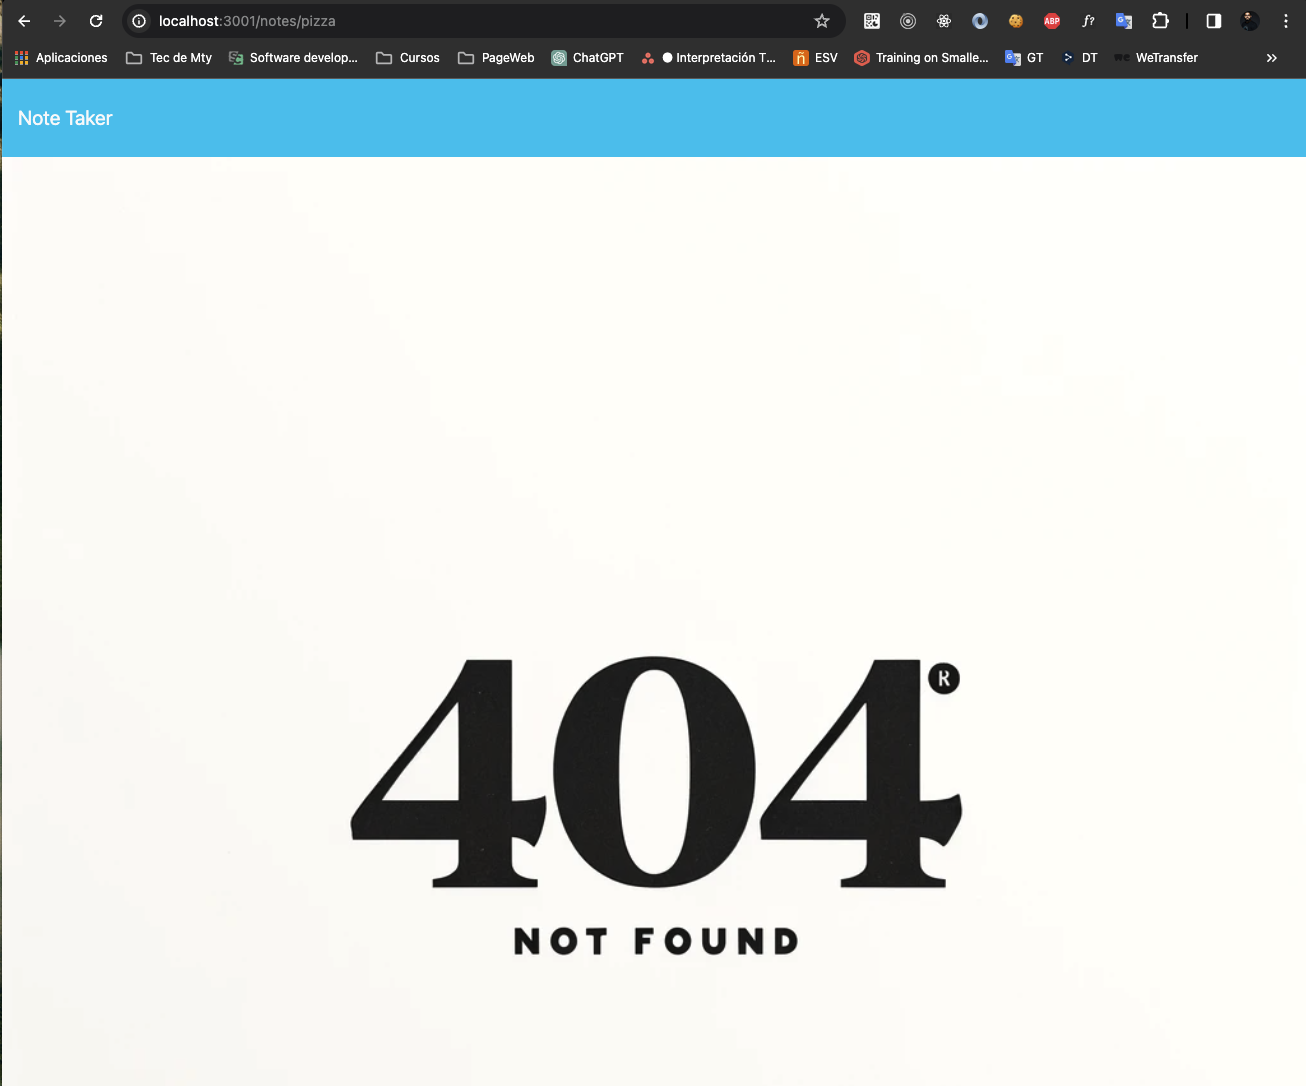 localhost:3001/notes/pizza
ABP
f?
Aplicaciones Tec de Mty Software develop... Cursos PageWeb ChatGPT Interpretación T... ñ ESV Training on Smalle... GT DT we WeTransfer
Note Taker
404 R
NOT FOUND